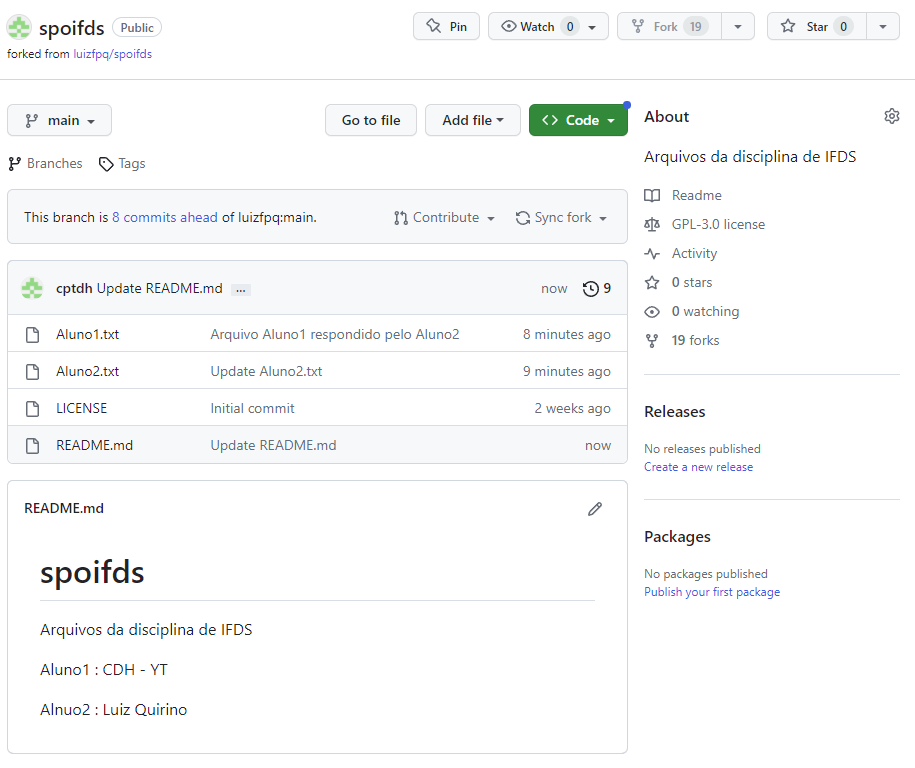 spoifds Public Pin Watch 0 Fork 19 Star 0
forked from luizfpq/spoifds
main Go to file Add file Code
Branches Tags
This branch is 8 commits ahead of luizfpq:main. Contribute Sync fork
cptdh Update README.md ... now 9
Aluno1.txt Arquivo Aluno1 respondido pelo Aluno2 8 minutes ago
Aluno2.txt Update Aluno2.txt 9 minutes ago
LICENSE Initial commit 2 weeks ago
README.md Update README.md now
README.md
spoifds
Arquivos da disciplina de IFDS
Aluno1 : CDH - YT
Alnuo2 : Luiz Quirino
About
Arquivos da disciplina de IFDS
Readme
GPL-3.0 license
Activity
0 stars
0 watching
19 forks
Releases
No releases published
Create a new release
Packages
No packages published
Publish your first package